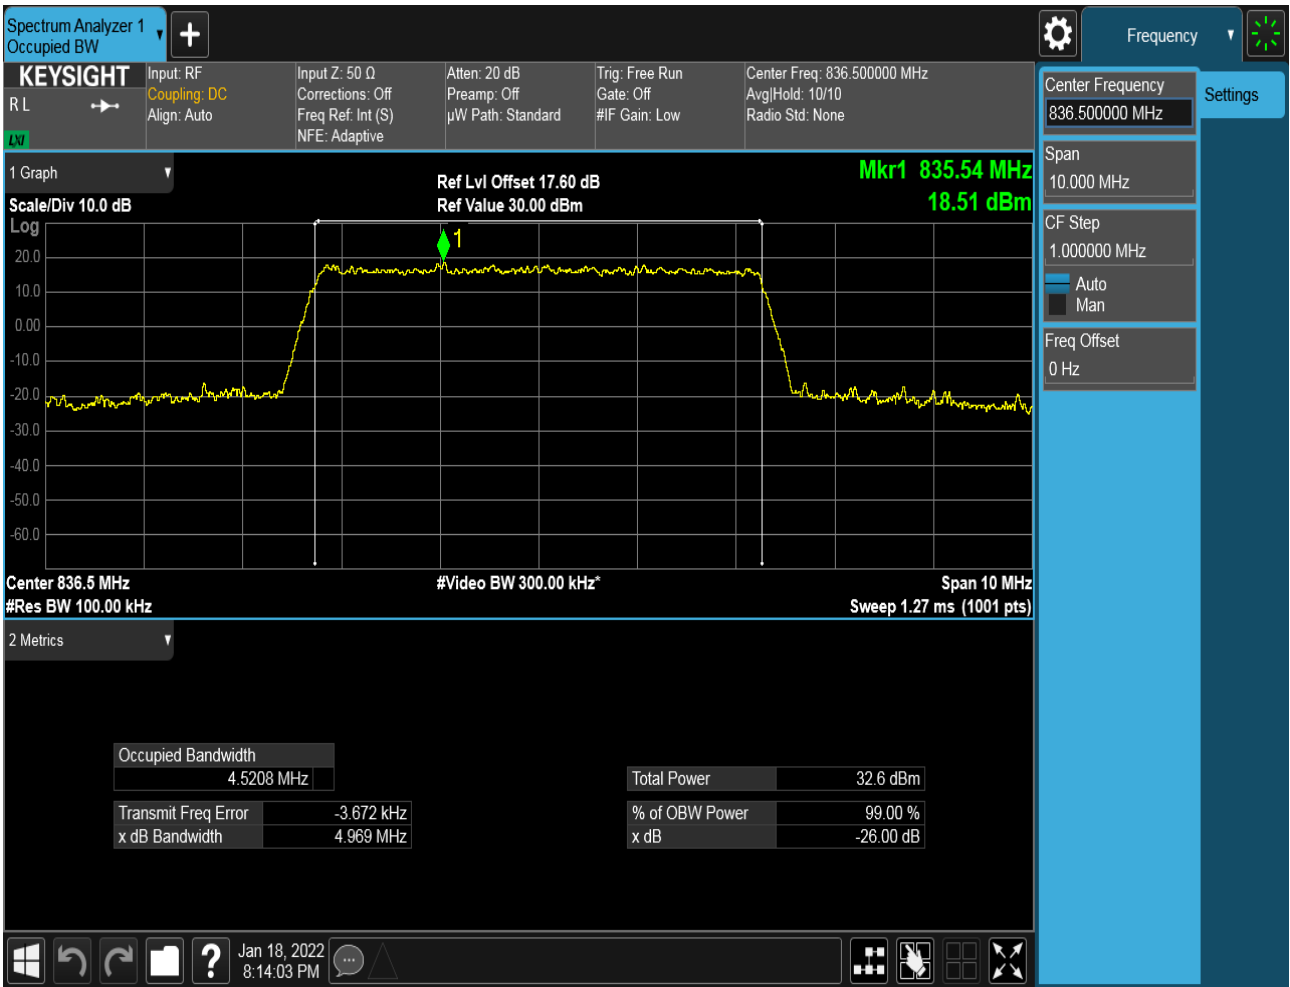 Spectrum Analyzer 1
Occupied BW
Frequency
KEYSIGHT
R L
LXI
Input: RF
Coupling: DC
Align: Auto
Input Z: 50 Ω
Corrections: Off
Freq Ref: Int (S)
NFE: Adaptive
Atten: 20 dB
Preamp: Off
µW Path: Standard
Trig: Free Run
Gate: Off
#IF Gain: Low
Center Freq: 836.500000 MHz
Avg|Hold: 10/10
Radio Std: None
Center Frequency
836.500000 MHz
Settings
Span
10.000 MHz
CF Step
1.000000 MHz
Auto
Man
Freq Offset
0 Hz
1 Graph
Scale/Div 10.0 dB
Ref Lvl Offset 17.60 dB
Ref Value 30.00 dBm
Mkr1 835.54 MHz
18.51 dBm
Log
1
20.0
10.0
0.00
-10.0
-20.0
-30.0
-40.0
-50.0
-60.0
Center 836.5 MHz
#Video BW 300.00 kHz*
Span 10 MHz
#Res BW 100.00 kHz
Sweep 1.27 ms (1001 pts)
2 Metrics
Occupied Bandwidth
4.5208 MHz
Total Power 32.6 dBm
Transmit Freq Error -3.672 kHz
% of OBW Power 99.00 %
x dB Bandwidth 4.969 MHz
x dB -26.00 dB
?
Jan 18, 2022
8:14:03 PM